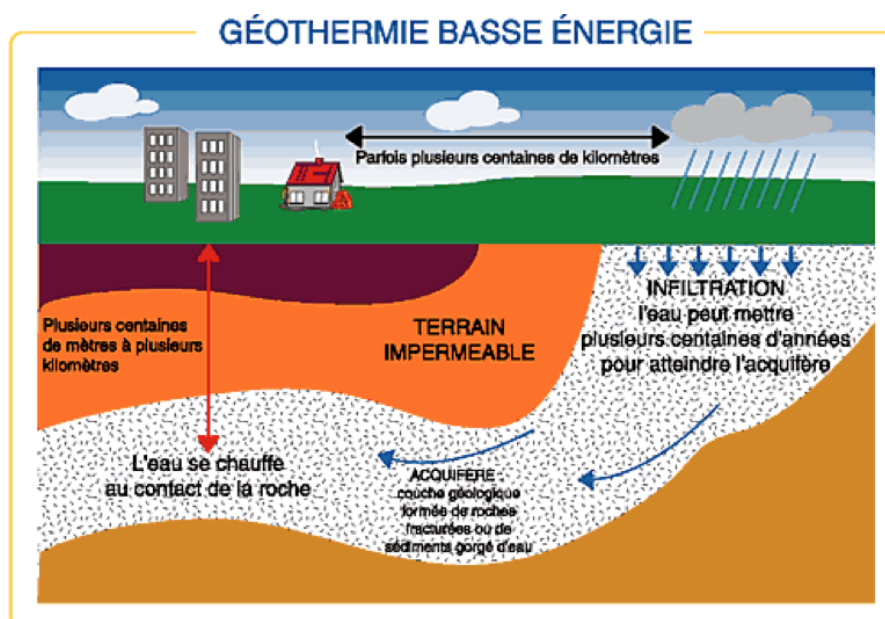 GÉOTHERMIE BASSE ÉNERGIE
Parfois plusieurs centaines de kilomètres
INFILTRATION
l'eau peut mettre
plusieurs centaines d'années
pour atteindre l'acquifère
Plusieurs centaines
de mètres à plusieurs
kilomètres
TERRAIN
IMPERMEABLE
L'eau se chauffe
au contact de la roche
ACQUIFERE
couche géologique
formés de roches
fracturées ou de
sédiments gorgé d'eau